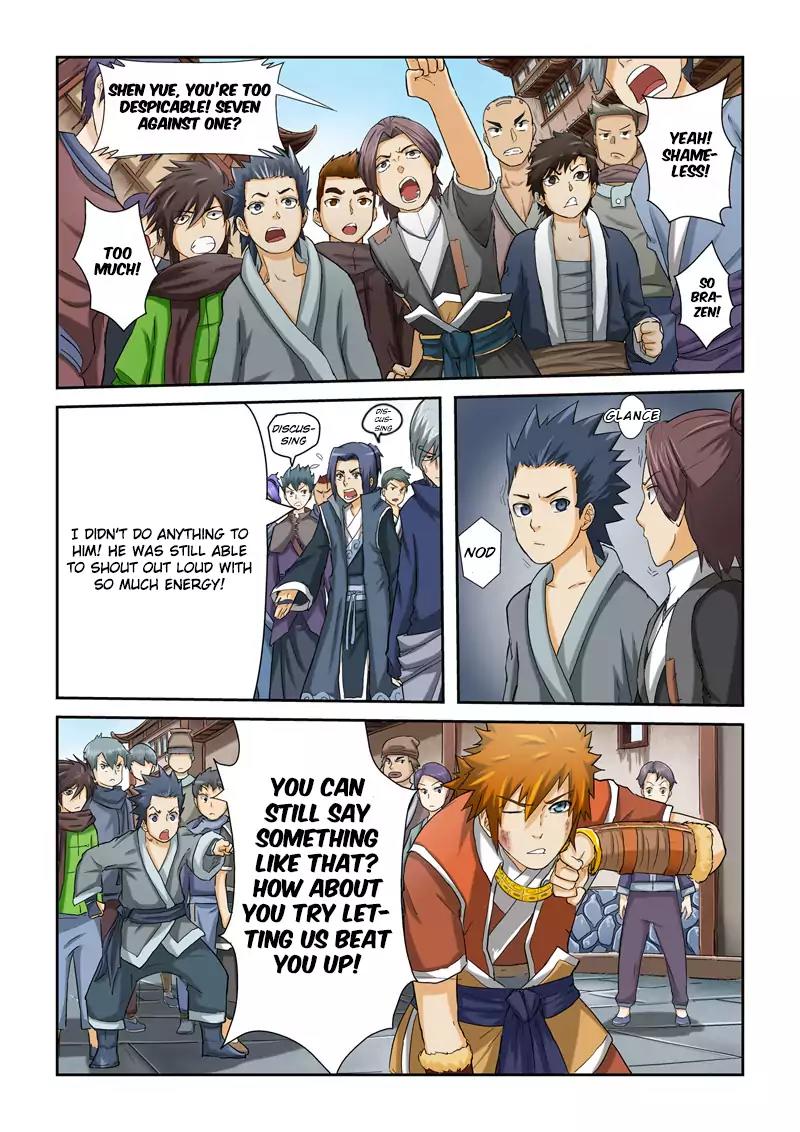 SHEN YUE, YOU'RE TOO
DESPICABLE! SEVEN
AGAINST ONE?
YEAH!
SHAME-
LESS!
TOO
MUCH!
SO
BRA-
ZEN!
DISCUS-
SING
DIS-
CUS-
SING
I DIDN'T DO ANYTHING TO
HIM! HE WAS STILL ABLE
TO SHOUT OUT LOUD WITH
SO MUCH ENERGY!
GLANCE
NOD
YOU CAN
STILL SAY
SOMETHING
LIKE THAT?
HOW ABOUT
YOU TRY LET-
TING US BEAT
YOU UP!